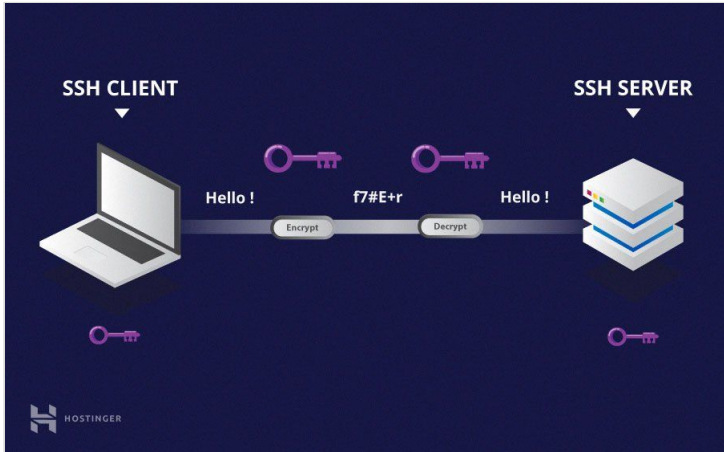 SSH CLIENT
SSH SERVER
Hello !
f7#E+r
Hello !
Encrypt
Decrypt
HOSTINGER